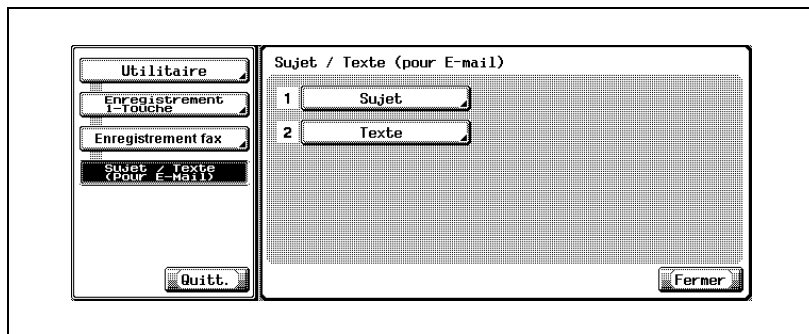 Utilitaire
Enregistrement
1-Touche
Enregistrement fax
Sujet / Texte
(Pour E-Mail)
Quitt.
Sujet / Texte (pour E-mail)
1 Sujet
2 Texte
Fermer